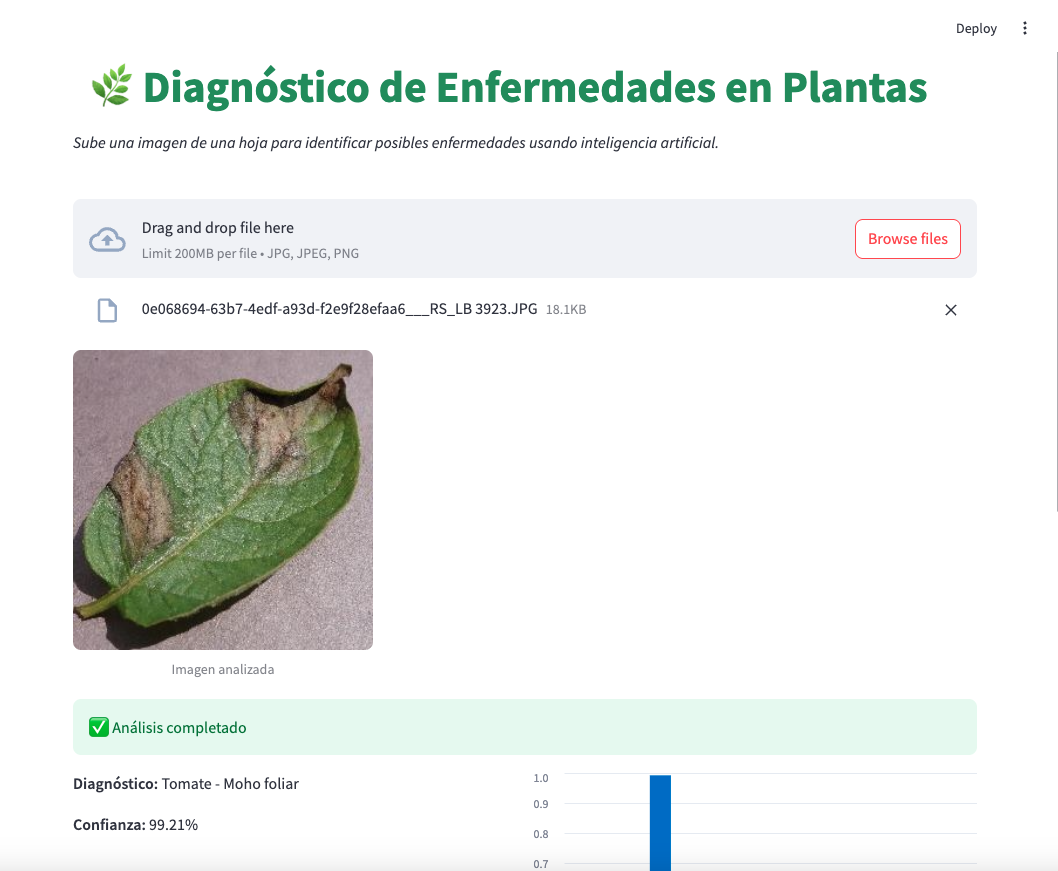 Deploy
Diagnóstico de Enfermedades en Plantas
Sube una imagen de una hoja para identificar posibles enfermedades usando inteligencia artificial.
Drag and drop file here
Limit 200MB per file • JPG, JPEG, PNG
Browse files
0e068694-63b7-4edf-a93d-f2e9f28efaa6___RS_LB 3923.JPG 18.1KB
Imagen analizada
Análisis completado
Diagnóstico: Tomate - Moho foliar
Confianza: 99.21%
1.0
0.9
0.8
0.7